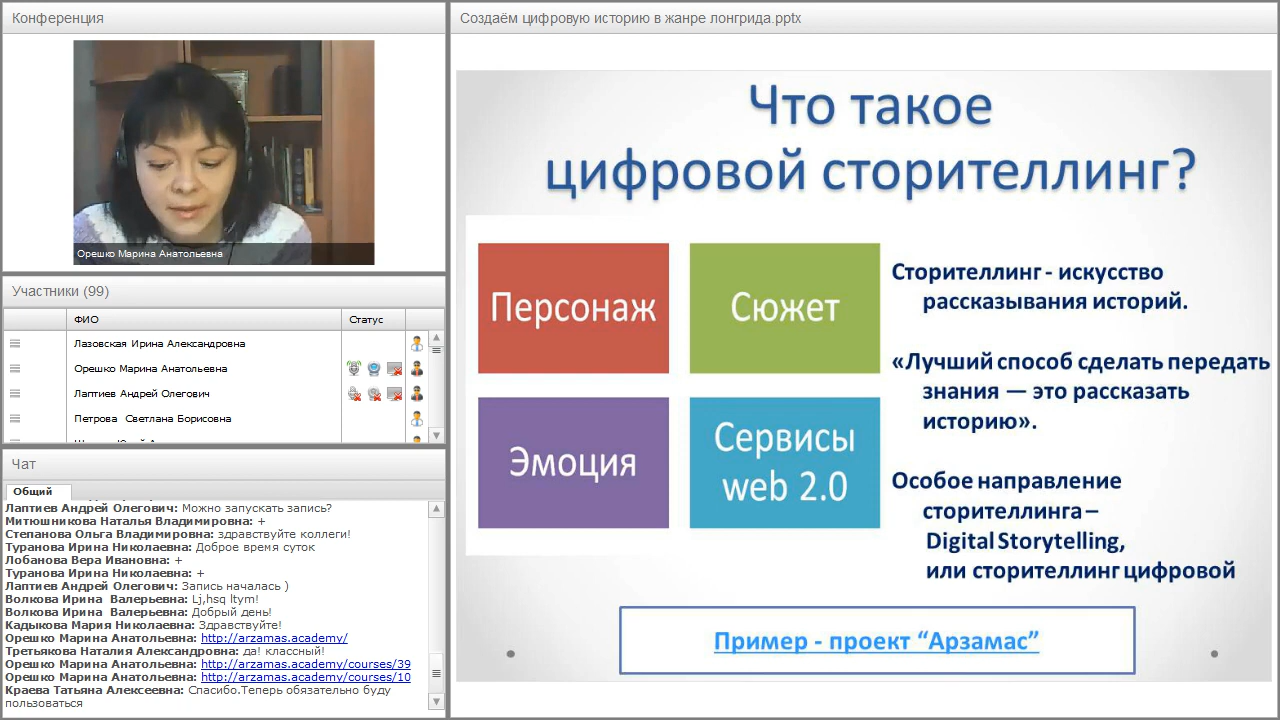 Конференция
Орешко Марина Анатольевна
Участники (99)
ФИО
Статус
Лазовская Ирина Александровна
Орешко Марина Анатольевна
Лаптиев Андрей Олегович
Петрова Светлана Борисовна
Чат
Общий
Лаптиев Андрей Олегович: Можно запускать запись?
Митюшникова Наталья Владимировна: +
Степанова Ольга Владимировна: здравствуйте коллеги!
Туранова Ирина Николаевна: Доброе время суток
Лобанова Вера Ивановна: +
Туранова Ирина Николаевна: +
Лаптиев Андрей Олегович: Запись началась )
Волкова Ирина Валерьевна: Lj,hsq ltym!
Волкова Ирина Валерьевна: Добрый день!
Кадыкова Мария Николаевна: Здравствуйте!
Орешко Марина Анатольевна: http://arzamas.academy/
Третьякова Наталия Александровна: да! классный!
Орешко Марина Анатольевна: http://arzamas.academy/courses/39
Орешко Марина Анатольевна: http://arzamas.academy/courses/10
Краева Татьяна Алексеевна: Спасибо.Теперь обязательно буду
пользоваться
Создаём цифровую историю в жанре лонгрида.pptx
Что такое
цифровой сторителлинг?
Персонаж
Сюжет
Эмоция
Сервисы
web 2.0
Сторителлинг - искусство
рассказывания историй.
«Лучший способ сделать передать
знания — это рассказать
историю».
Особое направление
сторителлинга –
Digital Storytelling,
или сторителлинг цифровой
Пример - проект “Арзамас”